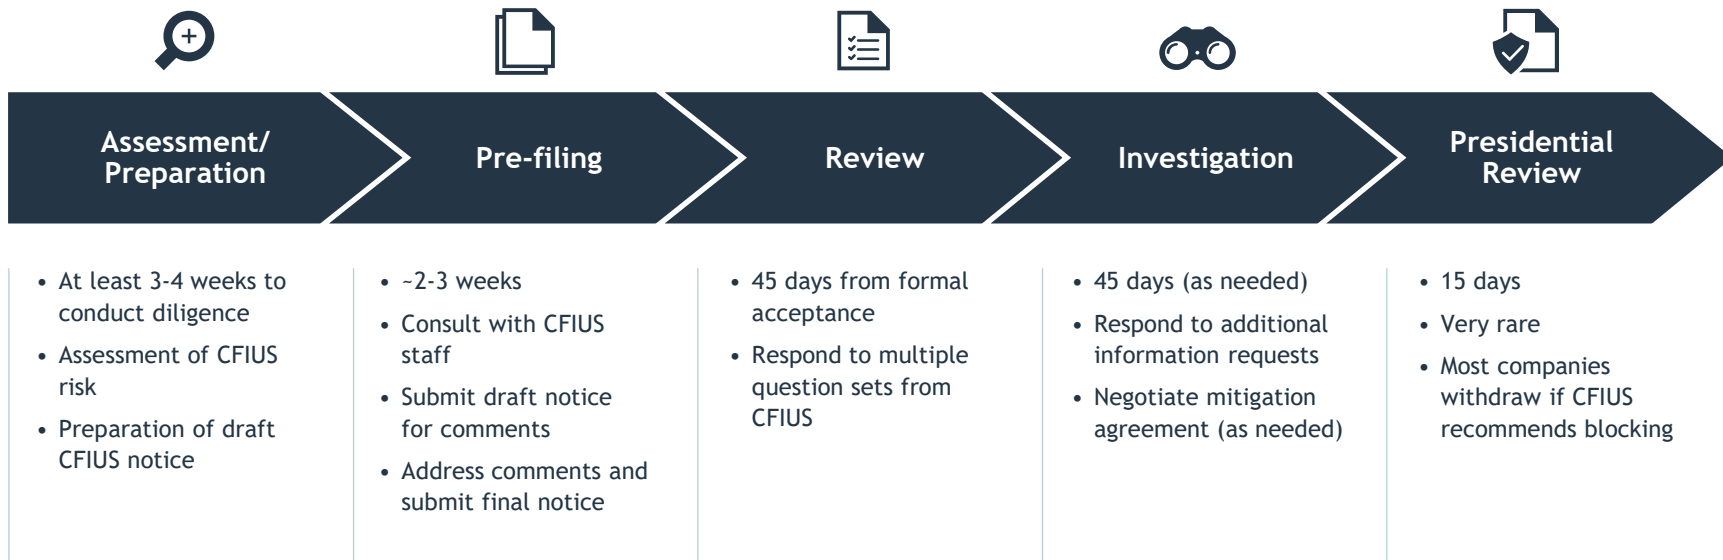 Assessment/
Preparation
Pre-filing
Review
Investigation
Presidential
Review
• At least 3-4 weeks to
conduct diligence
• Assessment of CFIUS
risk
• Preparation of draft
CFIUS notice
• ~2-3 weeks
• Consult with CFIUS
staff
• Submit draft notice
for comments
• Address comments and
submit final notice
• 45 days from formal
acceptance
• Respond to multiple
question sets from
CFIUS
• 45 days (as needed)
• Respond to additional
information requests
• Negotiate mitigation
agreement (as needed)
• 15 days
• Very rare
• Most companies
withdraw if CFIUS
recommends blocking